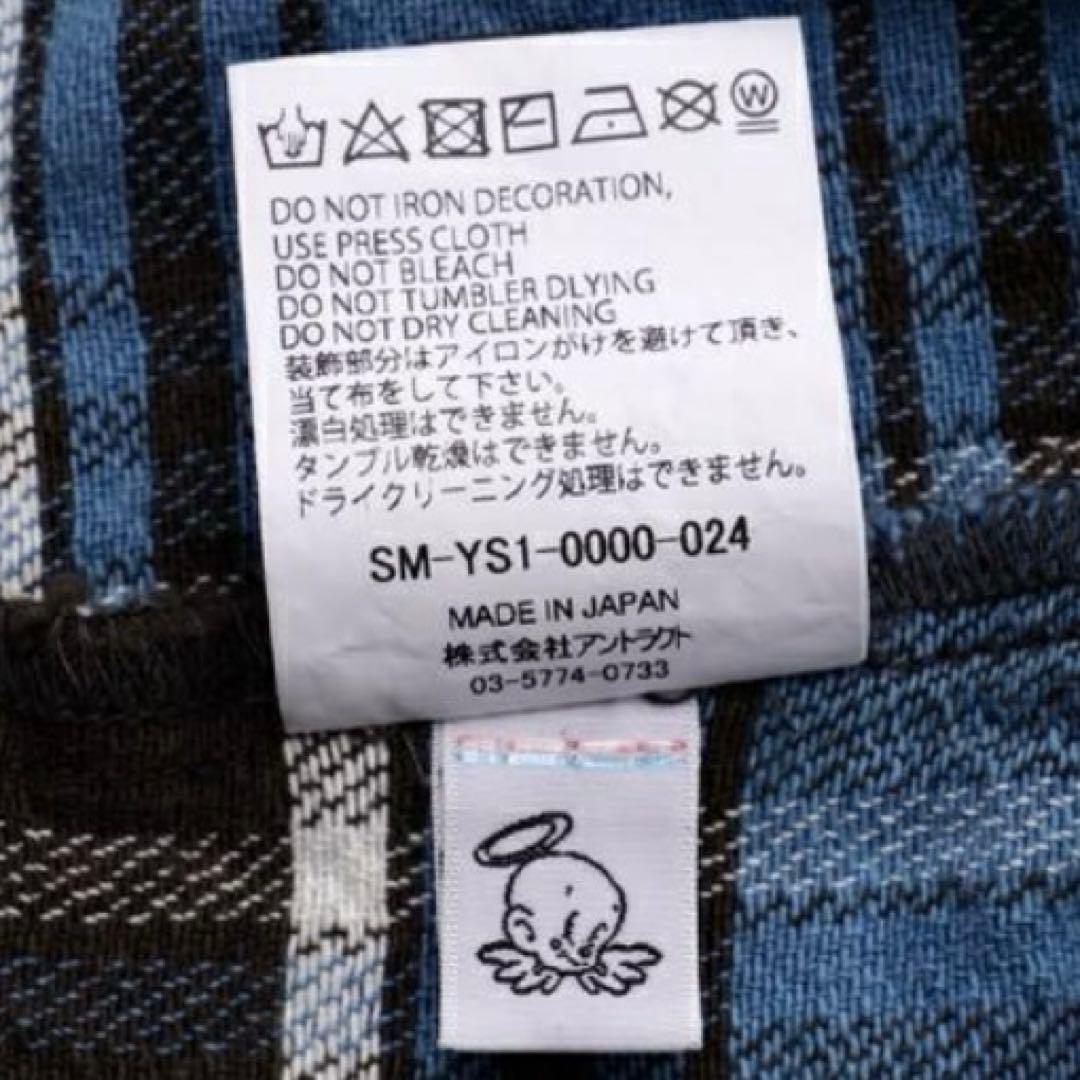 W
DO NOT IRON DECORATION,
USE PRESS CLOTH
DO NOT BLEACH
DO NOT TUMBLER DLYING
DO NOT DRY CLEANING
装飾部分はアイロンがけを避けて頂き、
当て布をして下さい。
漂白処理はできません。
タンブル乾燥はできません。
ドライクリーニング処理はできません。
SM-YS1-0000-024
MADE IN JAPAN
株式会社アントラクト
03-5774-0733